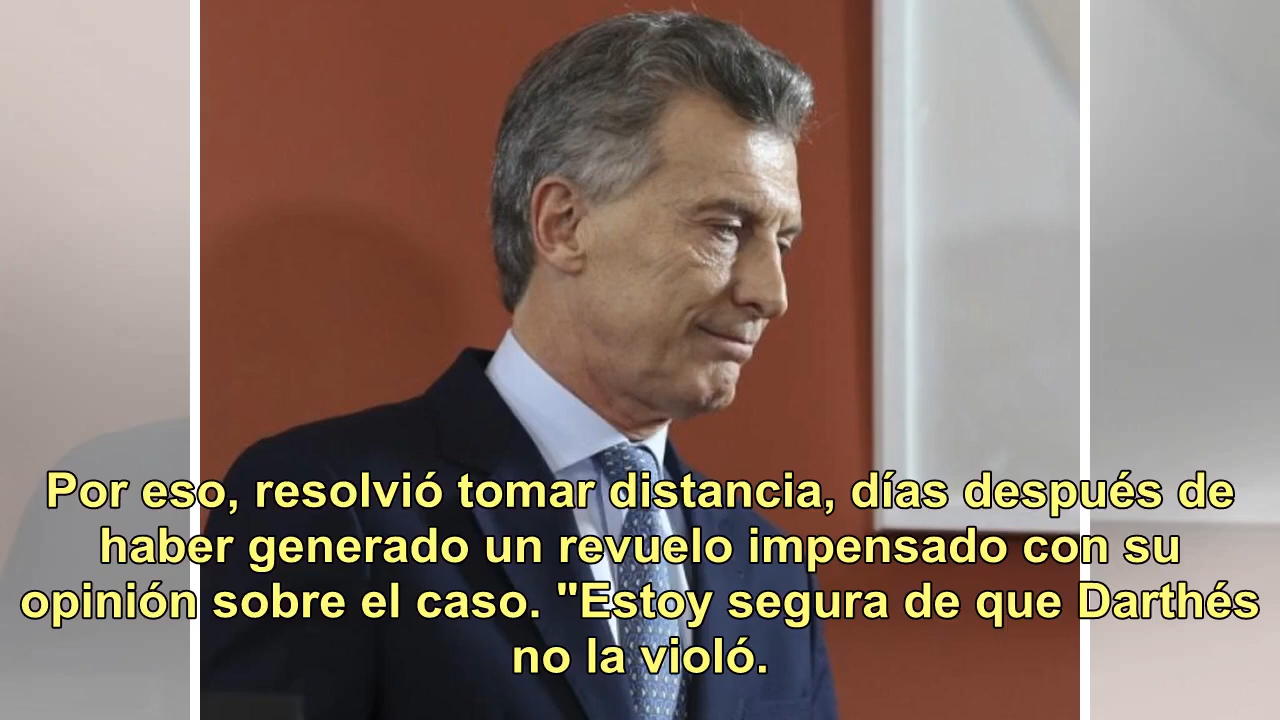 Por eso, resolvió tomar distancia, días después de
haber generado un revuelo impensado con su
opinión sobre el caso. "Estoy segura de que Darthés
no la violó.